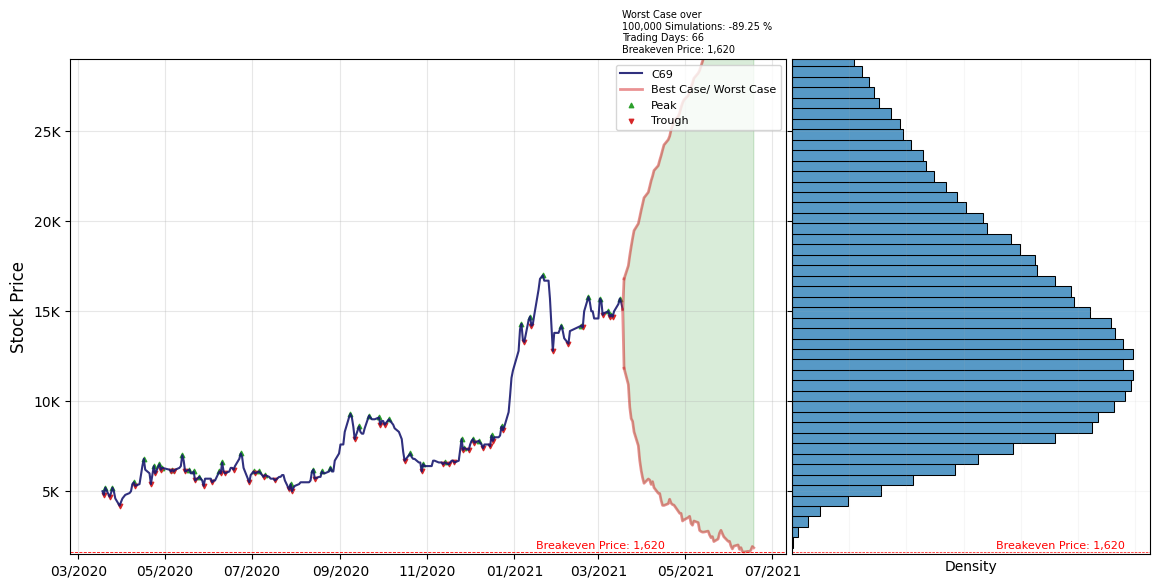 Worst Case over
100,000 Simulations: -89.25 %
Trading Days: 66
Breakeven Price: 1,620
C69
Best Case/ Worst Case
Peak
Trough
Stock Price
25K
20K
15K
10K
5K
Breakeven Price: 1,620
Breakeven Price: 1,620
03/2020 05/2020 07/2020 09/2020 11/2020 01/2021 03/2021 05/2021 07/2021
Density